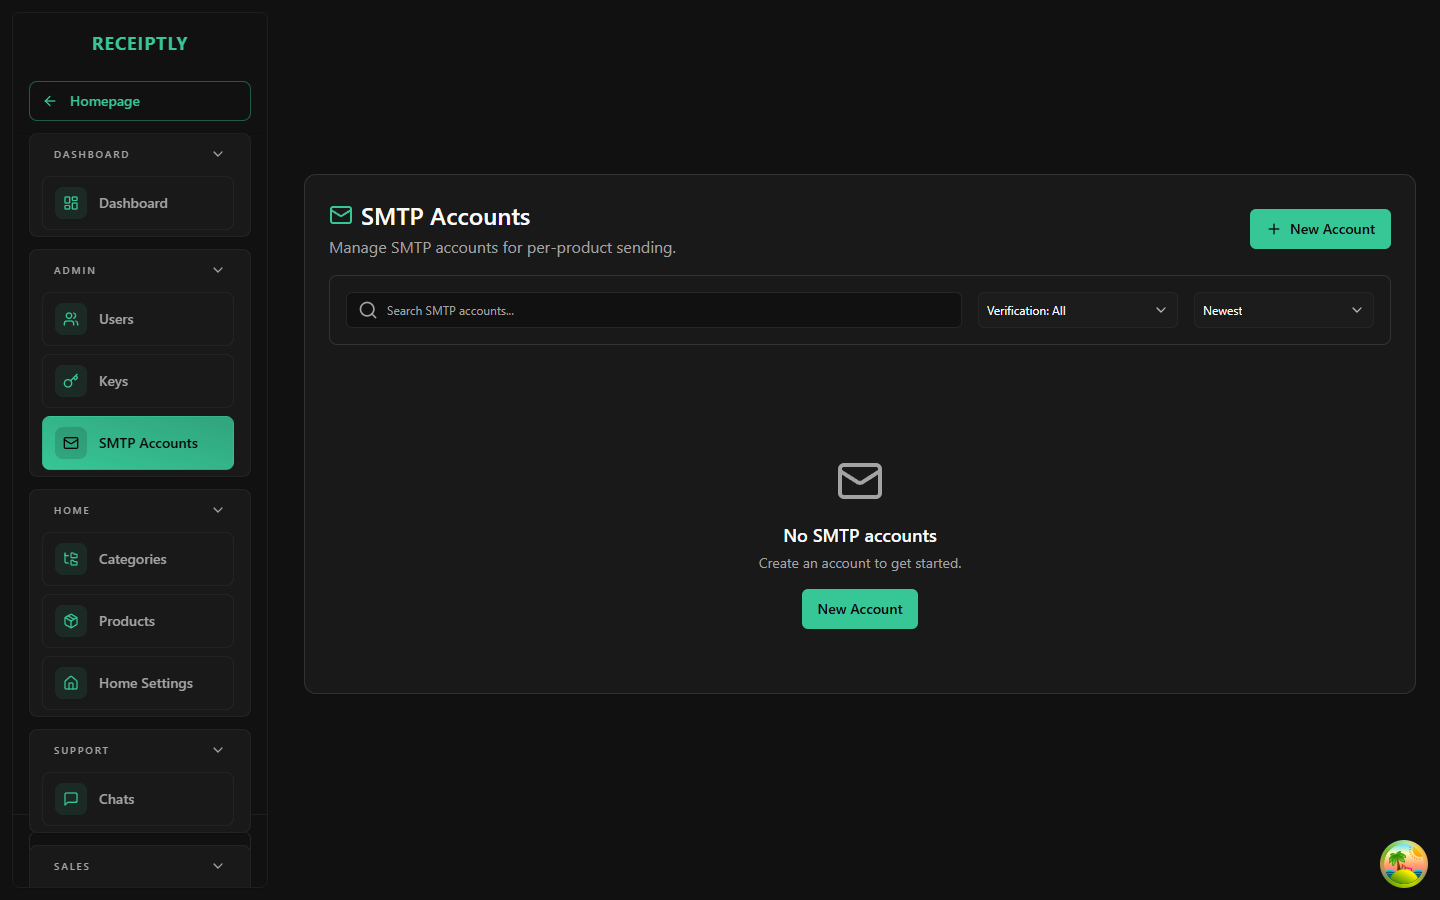 RECEIPTLY
Homepage
DASHBOARD
Dashboard
ADMIN
Users
Keys
SMTP Accounts
HOME
Categories
Products
Home Settings
SUPPORT
Chats
SALES
SMTP Accounts
Manage SMTP accounts for per-product sending.
New Account
Search SMTP accounts...
Verification: All
Newest
No SMTP accounts
Create an account to get started.
New Account